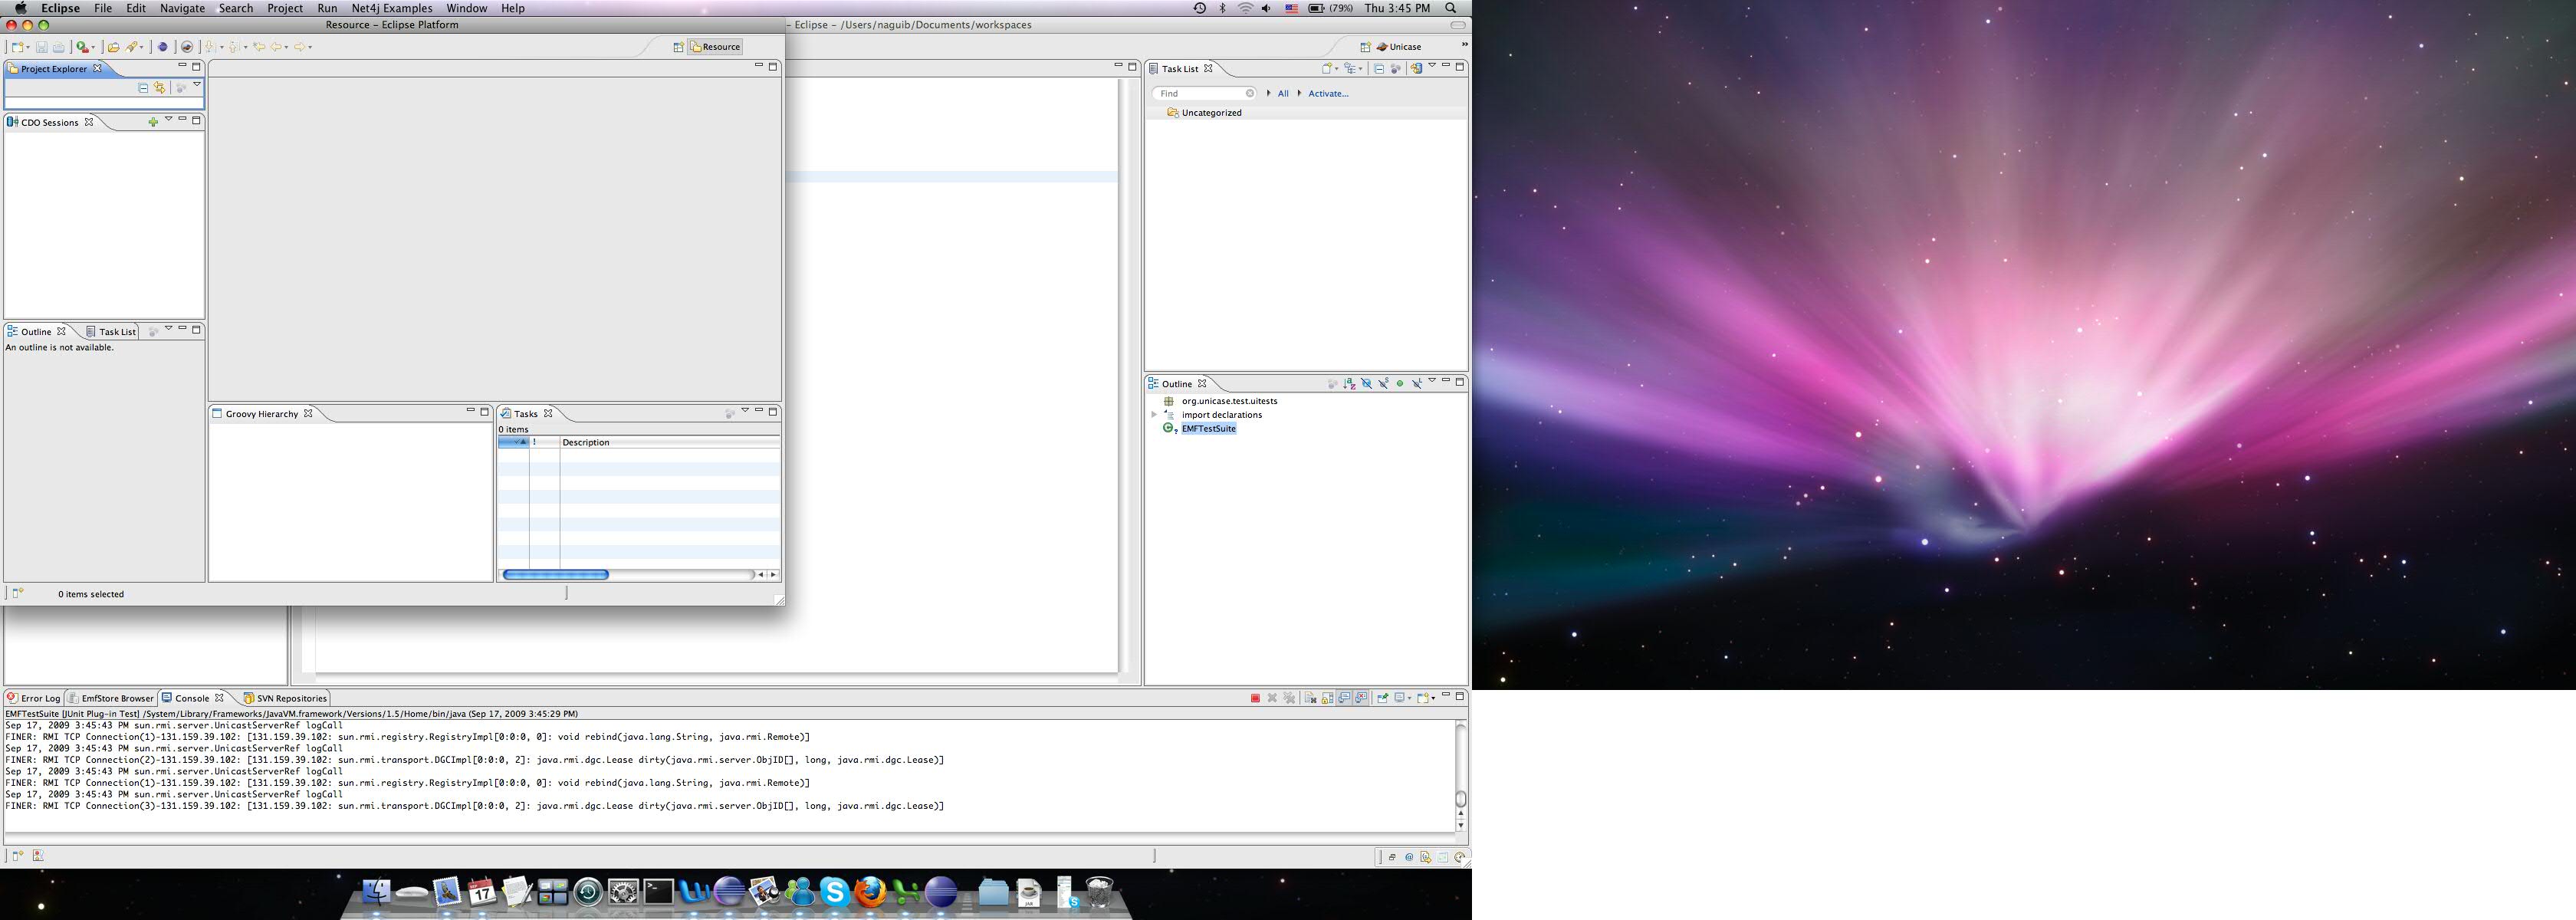 Eclipse File Edit Navigate Search Project Run Net4j Examples Window Help (79%) Thu 3:45 PM
Resource – Eclipse Platform
– Eclipse – /Users/naguib/Documents/workspaces
Resource
Unicase
Project Explorer
CDO Sessions
Outline Task List
An outline is not available.
Groovy Hierarchy
Tasks
0 items
! Description
0 items selected
Task List
Find All Activate...
Uncategorized
Outline
org.unicase.test.uitests
import declarations
EMFTestSuite
Error Log EmfStore Browser Console SVN Repositories
EMFTestSuite [JUnit Plug-in Test] /System/Library/Frameworks/JavaVM.framework/Versions/1.5/Home/bin/java (Sep 17, 2009 3:45:29 PM)
Sep 17, 2009 3:45:43 PM sun.rmi.server.UnicastServerRef logCall
FINER: RMI TCP Connection(1)-131.159.39.102: [131.159.39.102: sun.rmi.registry.RegistryImpl[0:0:0, 0]: void rebind(java.lang.String, java.rmi.Remote)]
Sep 17, 2009 3:45:43 PM sun.rmi.server.UnicastServerRef logCall
FINER: RMI TCP Connection(2)-131.159.39.102: [131.159.39.102: sun.rmi.transport.DGCImpl[0:0:0, 2]: java.rmi.dgc.Lease dirty(java.rmi.server.ObjID[], long, java.rmi.dgc.Lease)]
Sep 17, 2009 3:45:43 PM sun.rmi.server.UnicastServerRef logCall
FINER: RMI TCP Connection(1)-131.159.39.102: [131.159.39.102: sun.rmi.registry.RegistryImpl[0:0:0, 0]: void rebind(java.lang.String, java.rmi.Remote)]
Sep 17, 2009 3:45:43 PM sun.rmi.server.UnicastServerRef logCall
FINER: RMI TCP Connection(3)-131.159.39.102: [131.159.39.102: sun.rmi.transport.DGCImpl[0:0:0, 2]: java.rmi.dgc.Lease dirty(java.rmi.server.ObjID[], long, java.rmi.dgc.Lease)]
SEP
17
JAR